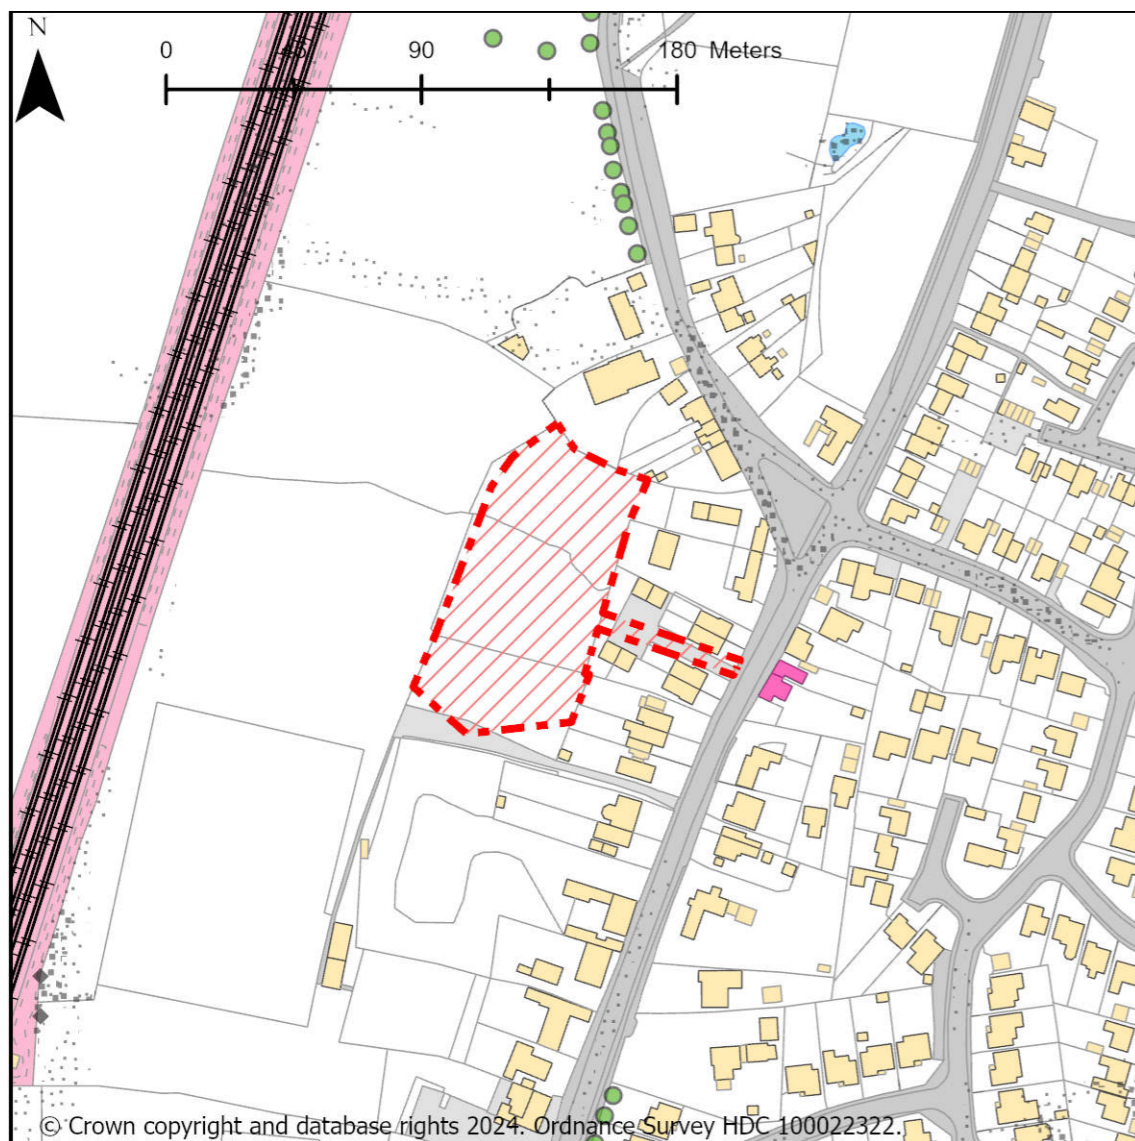 N
0 45 90 180 Meters
© Crown copyright and database rights 2024. Ordnance Survey HDC 100022322.